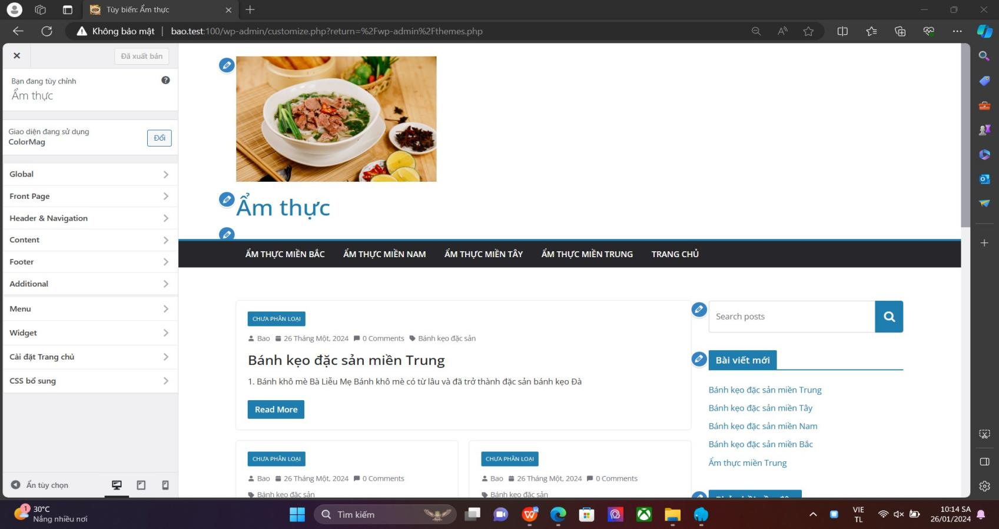 Tùy biến: Ẩm thực
Không bảo mật | bao.test:100/wp-admin/customize.php?return=%2Fwp-admin%2Fthemes.php
Đã xuất bản
Bạn đang tùy chỉnh
Ẩm thực
Giao diện đang sử dụng
ColorMag
Đổi
Global
Front Page
Header & Navigation
Content
Footer
Additional
Menu
Widget
Cài đặt Trang chủ
CSS bổ sung
Ẩn tùy chọn
Ẩm thực
ẨM THỰC MIỀN BẮC ẨM THỰC MIỀN NAM ẨM THỰC MIỀN TÂY ẨM THỰC MIỀN TRUNG TRANG CHỦ
CHƯA PHÂN LOẠI
Bao 26 Tháng Một, 2024 0 Comments Bánh kẹo đặc sản
Bánh kẹo đặc sản miền Trung
1. Bánh khô mè Bà Liễu Mẹ Bánh khô mè có từ lâu và đã trở thành đặc sản bánh kẹo Đà
Read More
CHƯA PHÂN LOẠI
Bao 26 Tháng Một, 2024 0 Comments
Bánh kẹo đặc sản
CHƯA PHÂN LOẠI
Bao 26 Tháng Một, 2024 0 Comments
Bánh kẹo đặc sản
Search posts
Bài viết mới
Bánh kẹo đặc sản miền Trung
Bánh kẹo đặc sản miền Tây
Bánh kẹo đặc sản miền Nam
Bánh kẹo đặc sản miền Bắc
Ẩm thực miền Trung
1
30°C
Nắng nhiều nơi
Tìm kiếm
VIE
TL
10:14 SA
26/01/2024